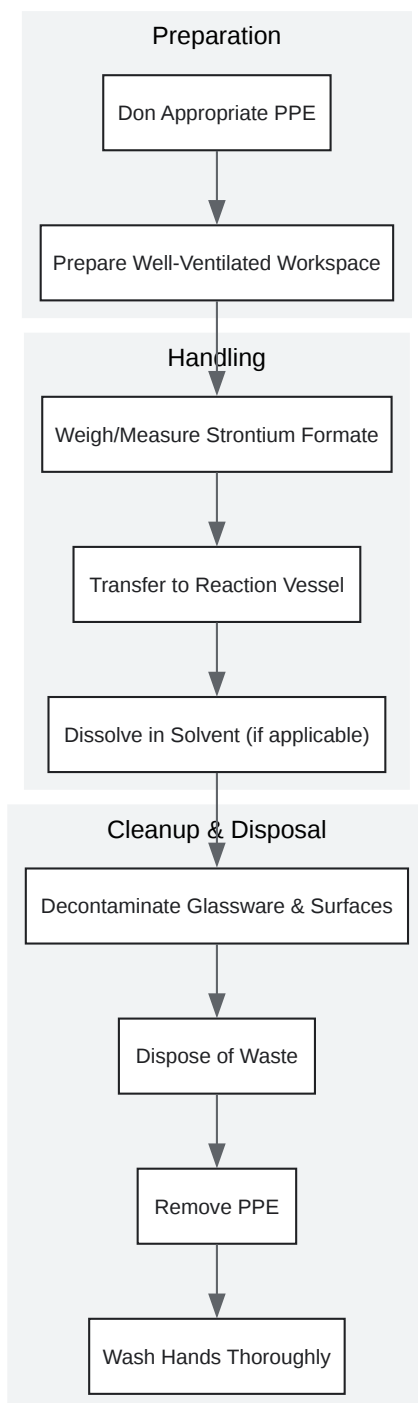 Preparation
Don Appropriate PPE
Prepare Well-Ventilated Workspace
Handling
Weigh/Measure Strontium Formate
Transfer to Reaction Vessel
Dissolve in Solvent (if applicable)
Cleanup & Disposal
Decontaminate Glassware & Surfaces
Dispose of Waste
Remove PPE
Wash Hands Thoroughly